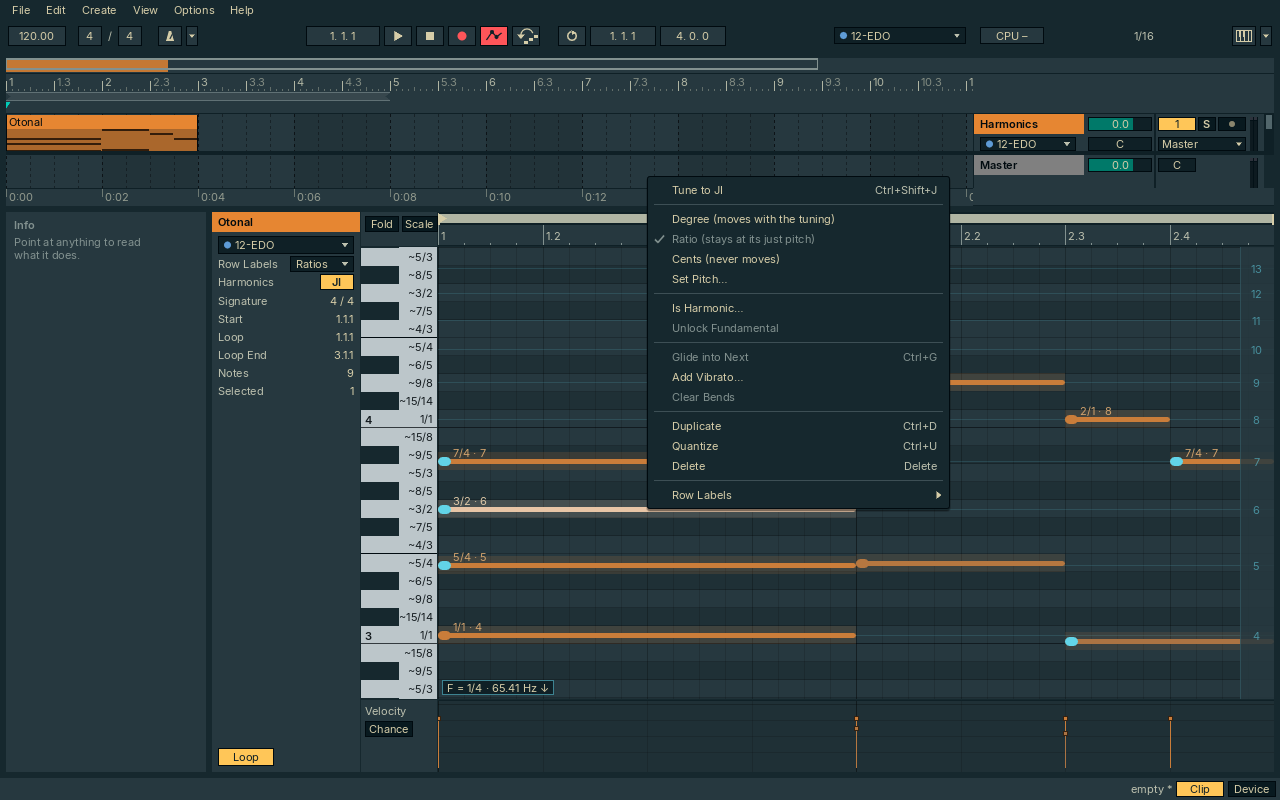 File Edit Create View Options Help
120.00 4 / 4 1. 1. 1 1. 1. 1 4. 0. 0 12-EDO CPU – 1/16
1 1.3 2 2.3 3 3.3 4 4.3 5 5.3 6 6.3 7 7.3 8 8.3 9 9.3 10 10.3 1
Otonal Harmonics 0.0 1 S
12-EDO C Master
Master 0.0 C
0:00 0:02 0:04 0:06 0:08 0:10 0:12
Info
Point at anything to read
what it does.
Otonal
12-EDO
Row Labels Ratios
Harmonics JI
Signature 4 / 4
Start 1.1.1
Loop 1.1.1
Loop End 3.1.1
Notes 9
Selected 1
Loop
Fold Scale
1 1.2 2.2 2.3 2.4
~5/3
~8/5
~3/2
~7/5
~4/3
~5/4
~6/5
~9/8
~15/14
4 1/1
~15/8
~9/5
~5/3
~8/5
~3/2
~7/5
~4/3
~5/4
~6/5
~9/8
~15/14
3 1/1
~15/8
~9/5
~5/3
7/4 · 7
3/2 · 6
5/4 · 5
1/1 · 4
2/1 · 8
7/4 · 7
13
12
11
10
9
8
7
6
5
4
F = 1/4 · 65.41 Hz ↓
Tune to JI Ctrl+Shift+J
Degree (moves with the tuning)
Ratio (stays at its just pitch)
Cents (never moves)
Set Pitch...
Is Harmonic...
Unlock Fundamental
Glide into Next Ctrl+G
Add Vibrato...
Clear Bends
Duplicate Ctrl+D
Quantize Ctrl+U
Delete Delete
Row Labels
Velocity
Chance
empty * Clip Device